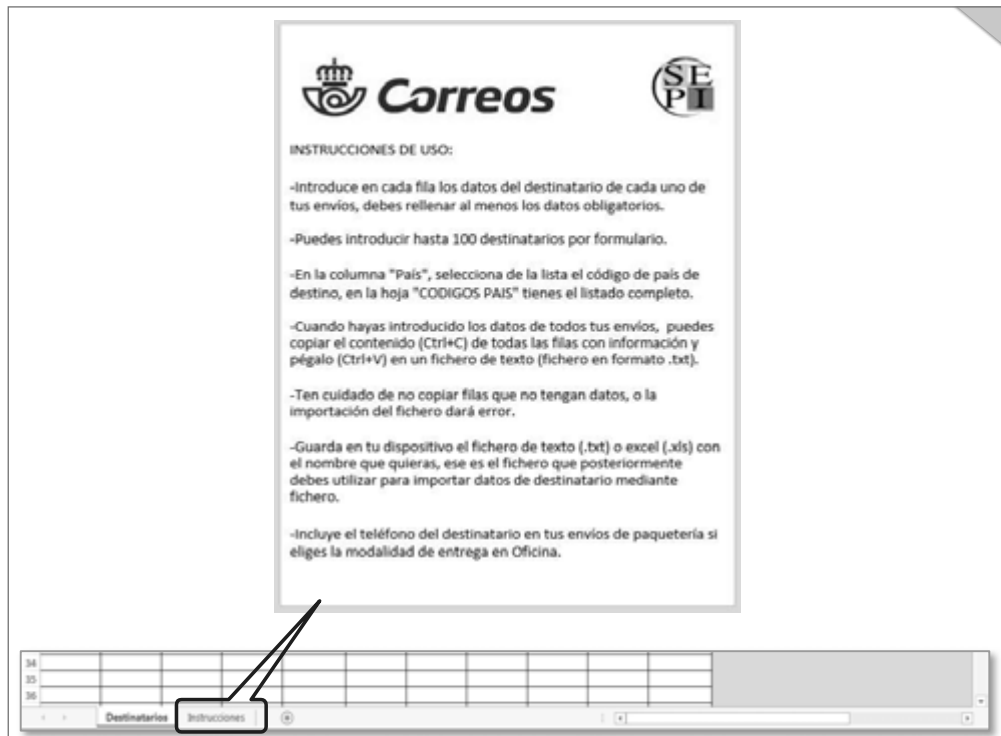 Correos
SEPI
INSTRUCCIONES DE USO:
-Introduce en cada fila los datos del destinatario de cada uno de
tus envíos, debes rellenar al menos los datos obligatorios.
-Puedes introducir hasta 100 destinatarios por formulario.
-En la columna "País", selecciona de la lista el código de país de
destino, en la hoja "CODIGOS PAIS" tienes el listado completo.
-Cuando hayas introducido los datos de todos tus envíos, puedes
copiar el contenido (Ctrl+C) de todas las filas con información y
pégalo (Ctrl+V) en un fichero de texto (fichero en formato .txt).
-Ten cuidado de no copiar filas que no tengan datos, o la
importación del fichero dará error.
-Guarda en tu dispositivo el fichero de texto (.txt) o excel (.xls) con
el nombre que quieras, ese es el fichero que posteriormente
debes utilizar para importar datos de destinatario mediante
fichero.
-Incluye el teléfono del destinatario en tus envíos de paquetería si
eliges la modalidad de entrega en Oficina.
34
35
36
Destinatarios Instrucciones